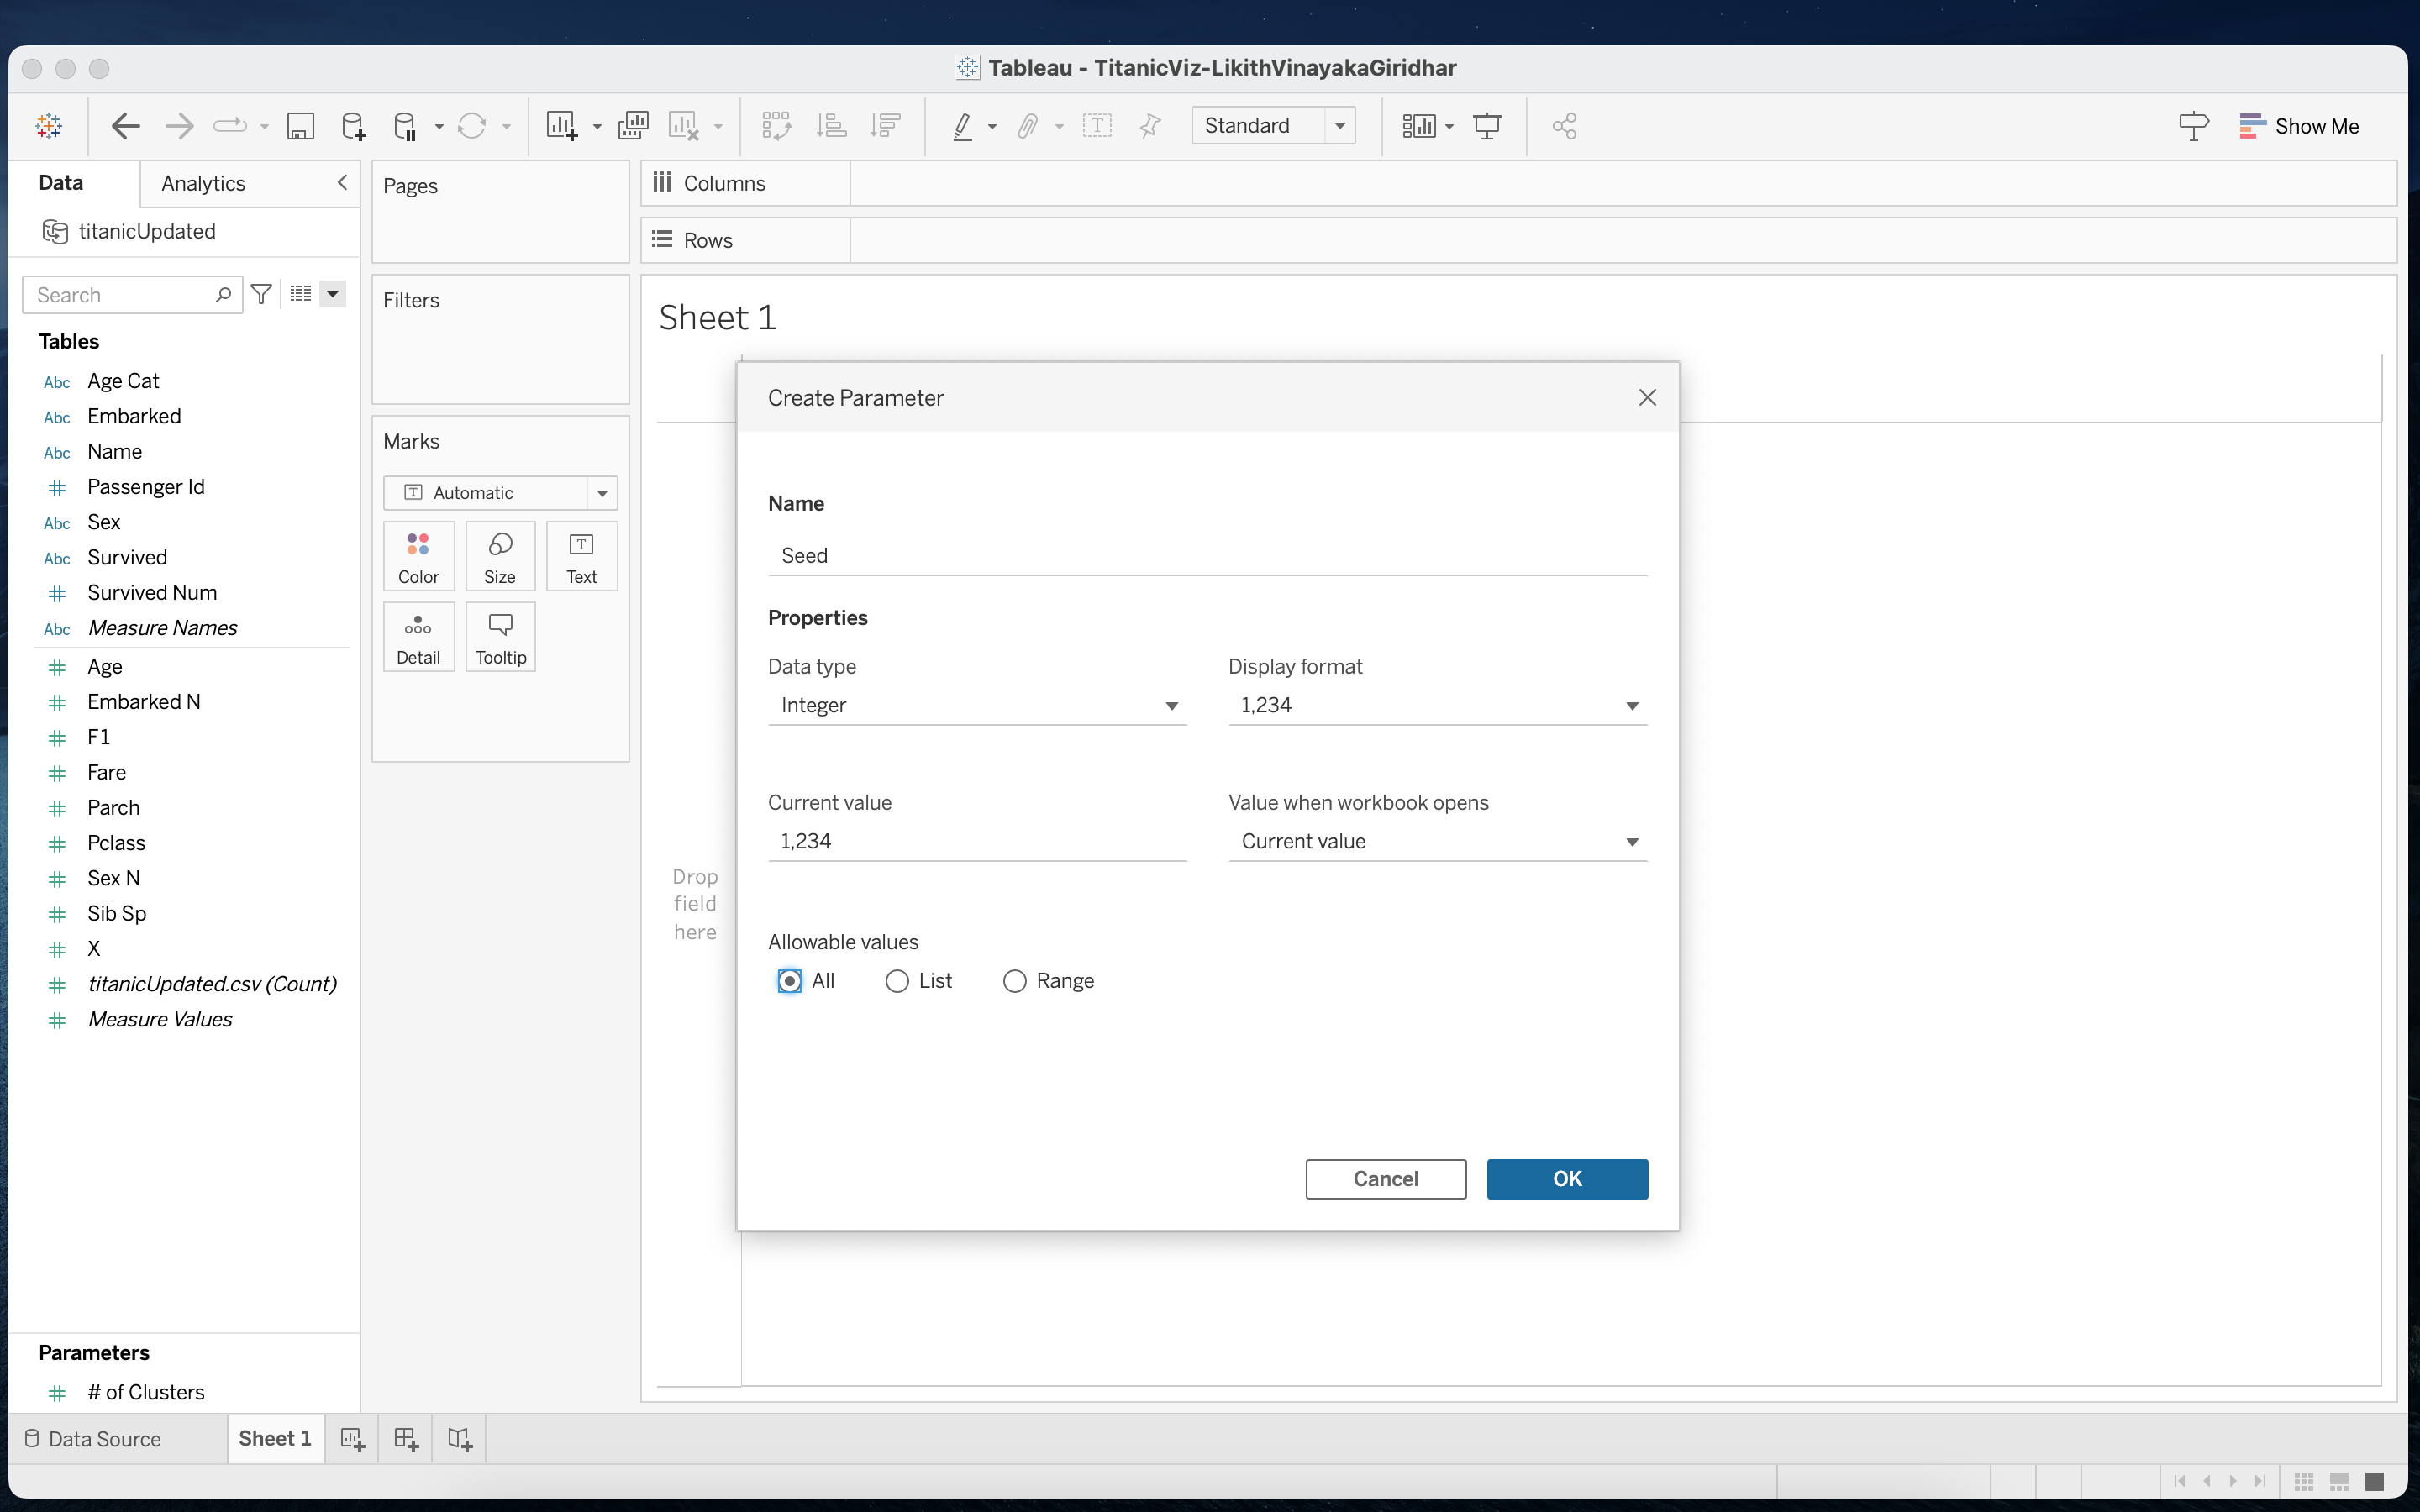 Tableau - TitanicViz-LikithVinayakaGiridhar
Standard
Show Me
Data
Analytics
titanicUpdated
Search
Tables
Abc Age Cat
Abc Embarked
Abc Name
# Passenger Id
Abc Sex
Abc Survived
# Survived Num
Abc Measure Names
# Age
# Embarked N
# F1
# Fare
# Parch
# Pclass
# Sex N
# Sib Sp
# X
# titanicUpdated.csv (Count)
# Measure Values
Parameters
# # of Clusters
Pages
Filters
Marks
T Automatic
Color
Size
T
Text
Detail
Tooltip
Columns
Rows
Sheet 1
Drop
field
here
Create Parameter
Name
Seed
Properties
Data type
Display format
Integer
1,234
Current value
Value when workbook opens
1,234
Current value
Allowable values
All
List
Range
Cancel
OK
Data Source
Sheet 1